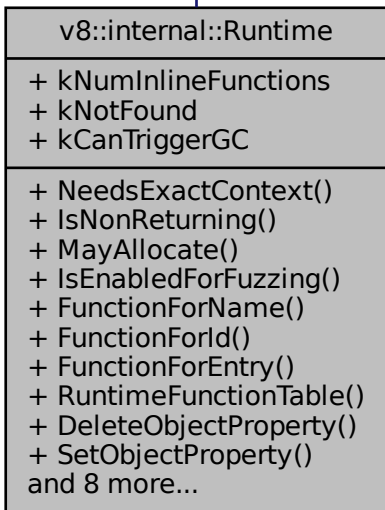 v8::internal::Runtime
+ kNumInlineFunctions
+ kNotFound
+ kCanTriggerGC
+ NeedsExactContext()
+ IsNonReturning()
+ MayAllocate()
+ IsEnabledForFuzzing()
+ FunctionForName()
+ FunctionForId()
+ FunctionForEntry()
+ RuntimeFunctionTable()
+ DeleteObjectProperty()
+ SetObjectProperty()
and 8 more...